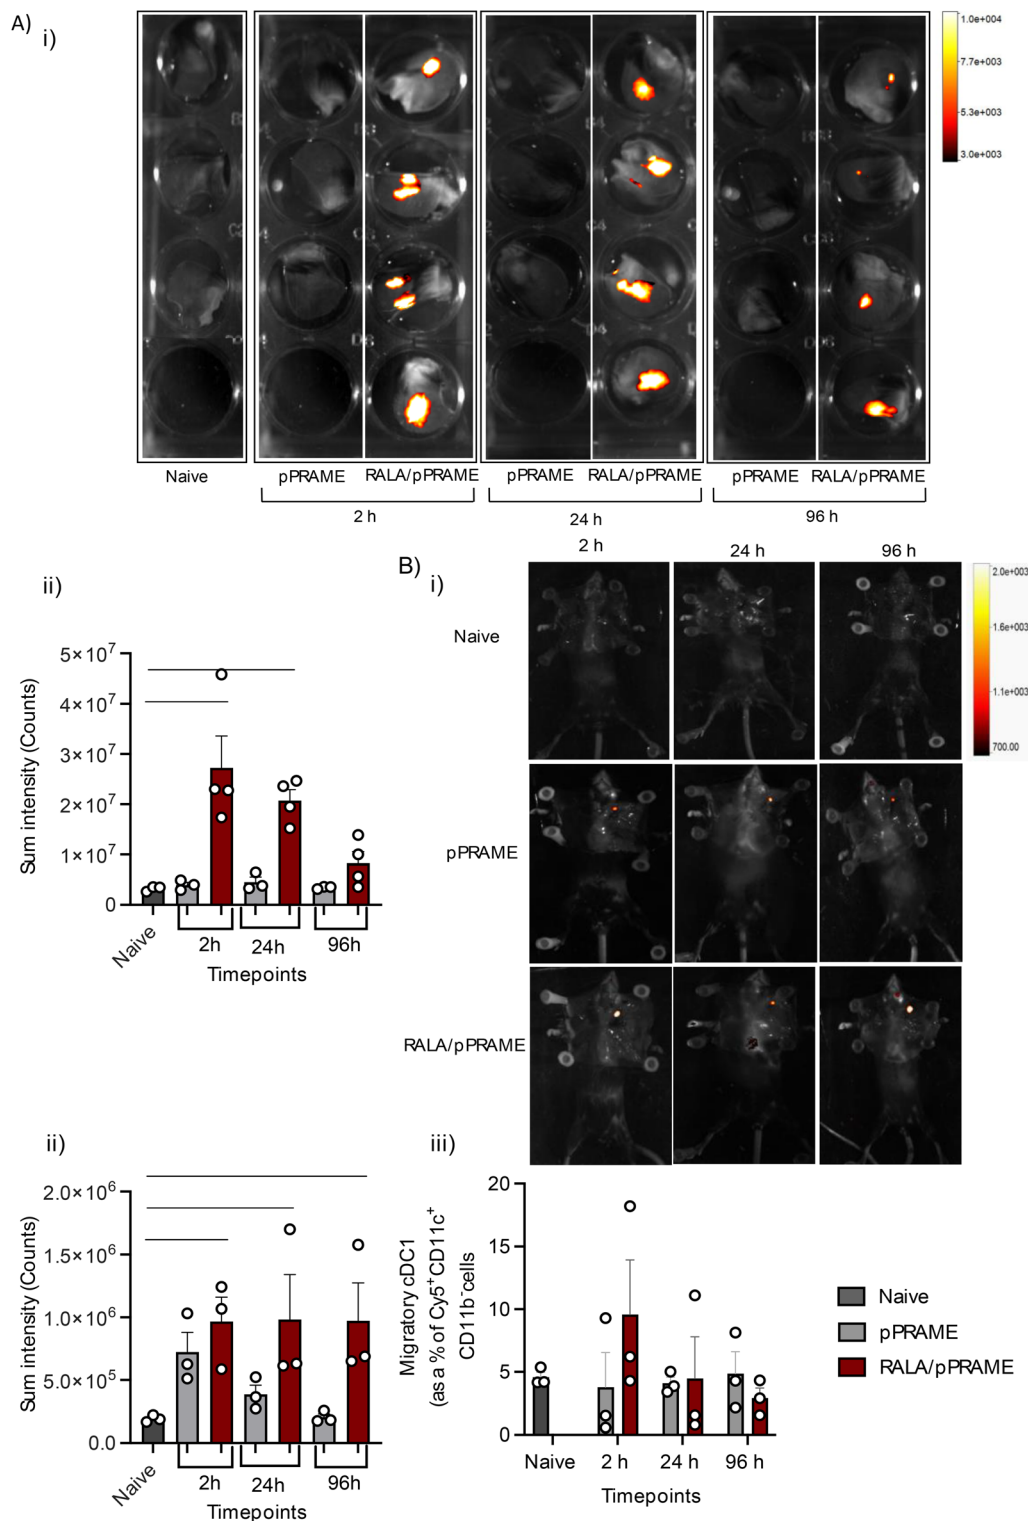 A)
i)
1.0e+004
7.7e+003
5.3e+003
3.0e+003
Naive
pPRAME
RALA/pPRAME
pPRAME
RALA/pPRAME
pPRAME
RALA/pPRAME
2 h
24 h
96 h
ii)
5×10⁷
4×10⁷
3×10⁷
2×10⁷
1×10⁷
0
Sum intensity (Counts)
Naive
2h
24h
96h
Timepoints
B)
i)
2 h
24 h
96 h
Naive
pPRAME
RALA/pPRAME
2.0e+003
1.6e+003
1.1e+003
700.00
ii)
2.0×10⁶
1.5×10⁶
1.0×10⁶
5.0×10⁵
0.0
Sum intensity (Counts)
Naive
2h
24h
96h
Timepoints
iii)
20
15
10
5
0
Migratory cDC1
(as a % of Cy5⁺CD11c⁺
CD11b⁻cells
Naive
2 h
24 h
96 h
Timepoints
Naive
pPRAME
RALA/pPRAME